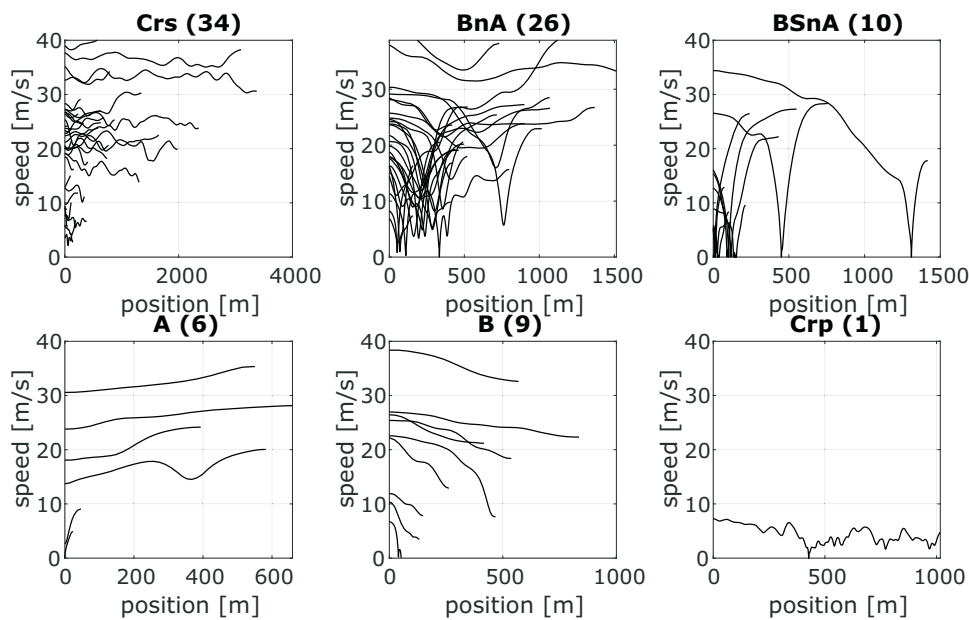 Crs (34)
BnA (26)
BSnA (10)
40
30
20
10
0
speed [m/s]
0
2000
4000
position [m]
40
30
20
10
0
speed [m/s]
0
500
1000
1500
position [m]
40
30
20
10
0
speed [m/s]
0
500
1000
1500
position [m]
A (6)
B (9)
Crp (1)
40
30
20
10
0
speed [m/s]
0
200
400
600
position [m]
40
30
20
10
0
speed [m/s]
0
500
1000
position [m]
40
30
20
10
0
speed [m/s]
0
500
1000
position [m]